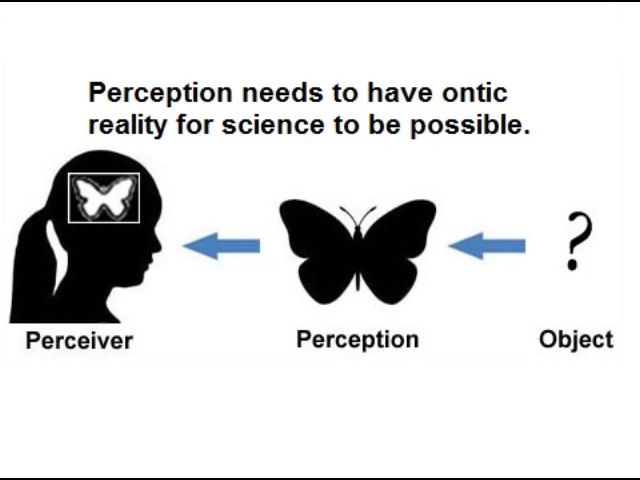 Perception needs to have ontic
reality for science to be possible.
?
Perceiver
Perception
Object